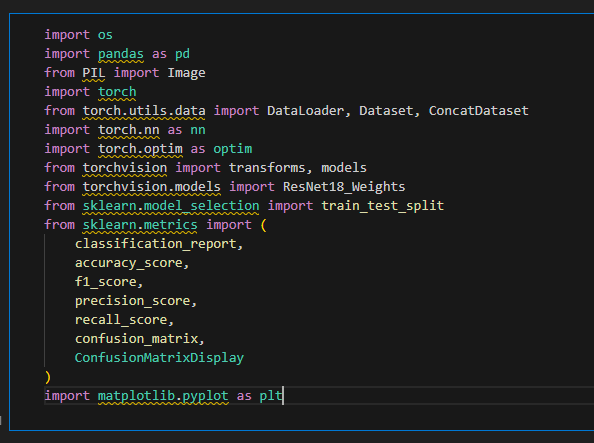 import os
import pandas as pd
from PIL import Image
import torch
from torch.utils.data import DataLoader, Dataset, ConcatDataset
import torch.nn as nn
import torch.optim as optim
from torchvision import transforms, models
from torchvision.models import ResNet18_Weights
from sklearn.model_selection import train_test_split
from sklearn.metrics import (
    classification_report,
    accuracy_score,
    f1_score,
    precision_score,
    recall_score,
    confusion_matrix,
    ConfusionMatrixDisplay
)
import matplotlib.pyplot as plt